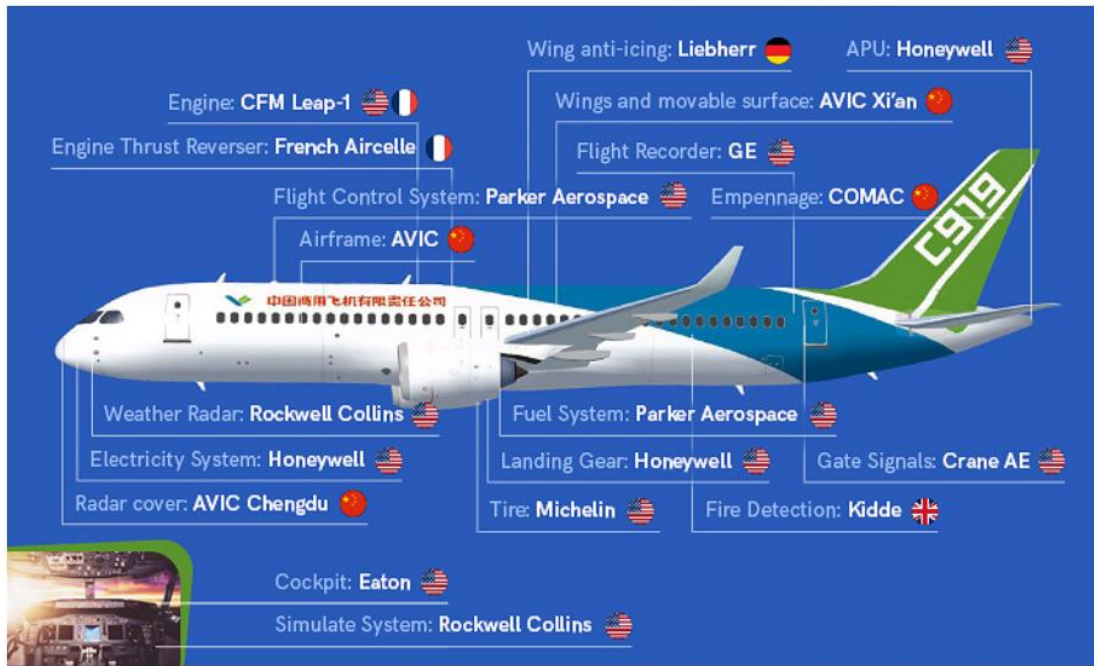 Wing anti-icing: Liebherr
APU: Honeywell
Engine: CFM Leap-1
Wings and movable surface: AVIC Xi'an
Engine Thrust Reverser: French Aircelle
Flight Recorder: GE
Flight Control System: Parker Aerospace
Empennage: COMAC
Airframe: AVIC
C919
中国商用飞机有限责任公司
Weather Radar: Rockwell Collins
Fuel System: Parker Aerospace
Electricity System: Honeywell
Landing Gear: Honeywell
Gate Signals: Crane AE
Radar cover: AVIC Chengdu
Tire: Michelin
Fire Detection: Kidde
Cockpit: Eaton
Simulate System: Rockwell Collins